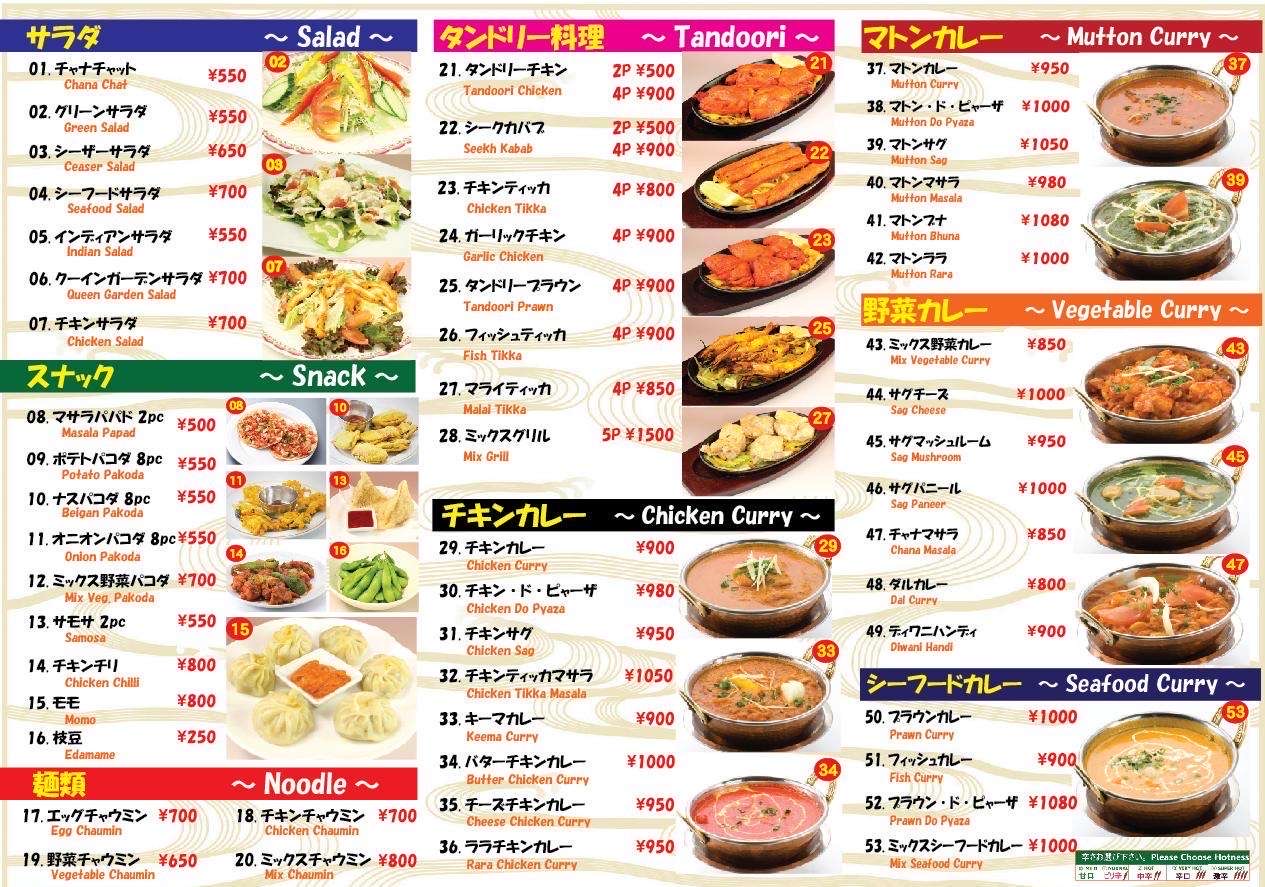 サラダ ～ Salad ～
01. チャナチャット ¥550
Chana Chat
02. グリーンサラダ ¥550
Green Salad
03. シーザーサラダ ¥650
Ceaser Salad
04. シーフードサラダ ¥700
Seafood Salad
05. インディアンサラダ ¥550
Indian Salad
06. クーインガーデンサラダ ¥700
Queen Garden Salad
07. チキンサラダ ¥700
Chicken Salad
02
03
07
スナック ～ Snack ～
08. マサラパパド 2pc ¥500
Masala Papad
09. ポテトパコダ 8pc ¥550
Potato Pakoda
10. ナスパコダ 8pc ¥550
Beigan Pakoda
11. オニオンパコダ 8pc ¥550
Onion Pakoda
12. ミックス野菜パコダ ¥700
Mix Veg. Pakoda
13. サモサ 2pc ¥550
Samosa
14. チキンチリ ¥800
Chicken Chilli
15. モモ ¥800
Momo
16. 枝豆 ¥250
Edamame
08
10
11
13
14
16
15
麺類 ～ Noodle ～
17. エッグチャウミン ¥700
Egg Chaumin
18. チキンチャウミン ¥700
Chicken Chaumin
19. 野菜チャウミン ¥650
Vegetable Chaumin
20. ミックスチャウミン ¥800
Mix Chaumin
タンドリー料理 ～ Tandoori ～
21. タンドリーチキン 2P ¥500
Tandoori Chicken 4P ¥900
22. シークカバブ 2P ¥500
Seekh Kabab 4P ¥900
23. チキンティッカ 4P ¥800
Chicken Tikka
24. ガーリックチキン 4P ¥900
Garlic Chicken
25. タンドリープラウン 4P ¥900
Tandoori Prawn
26. フィッシュティッカ 4P ¥900
Fish Tikka
27. マライティッカ 4P ¥850
Malai Tikka
28. ミックスグリル 5P ¥1500
Mix Grill
21
22
23
25
27
チキンカレー ～ Chicken Curry ～
29. チキンカレー ¥900
Chicken Curry
30. チキン・ド・ピャーザ ¥980
Chicken Do Pyaza
31. チキンサグ ¥950
Chicken Sag
32. チキンティッカマサラ ¥1050
Chicken Tikka Masala
33. キーマカレー ¥900
Keema Curry
34. バターチキンカレー ¥1000
Butter Chicken Curry
35. チーズチキンカレー ¥950
Cheese Chicken Curry
36. ララチキンカレー ¥950
Rara Chicken Curry
29
33
34
マトンカレー ～ Mutton Curry ～
37. マトンカレー ¥950
Mutton Curry
38. マトン・ド・ピャーザ ¥1000
Mutton Do Pyaza
39. マトンサグ ¥1050
Mutton Sag
40. マトンマサラ ¥980
Mutton Masala
41. マトンブナ ¥1080
Mutton Bhuna
42. マトンララ ¥1000
Mutton Rara
37
39
野菜カレー ～ Vegetable Curry ～
43. ミックス野菜カレー ¥850
Mix Vegetable Curry
44. サグチーズ ¥1000
Sag Cheese
45. サグマッシュルーム ¥950
Sag Mushroom
46. サグパニール ¥1000
Sag Paneer
47. チャナマサラ ¥850
Chana Masala
48. ダルカレー ¥800
Dal Curry
49. ディワニハンディ ¥900
Diwani Handi
43
45
47
シーフードカレー ～ Seafood Curry ～
50. プラウンカレー ¥1000
Prawn Curry
51. フィッシュカレー ¥900
Fish Curry
52. プラウン・ド・ピャーザ ¥1080
Prawn Do Pyaza
53. ミックスシーフードカレー ¥1000
Mix Seafood Curry
53
辛さお選び下さい。Please Choose Hotness
甘口 ピリ辛 中辛 辛口 激辛